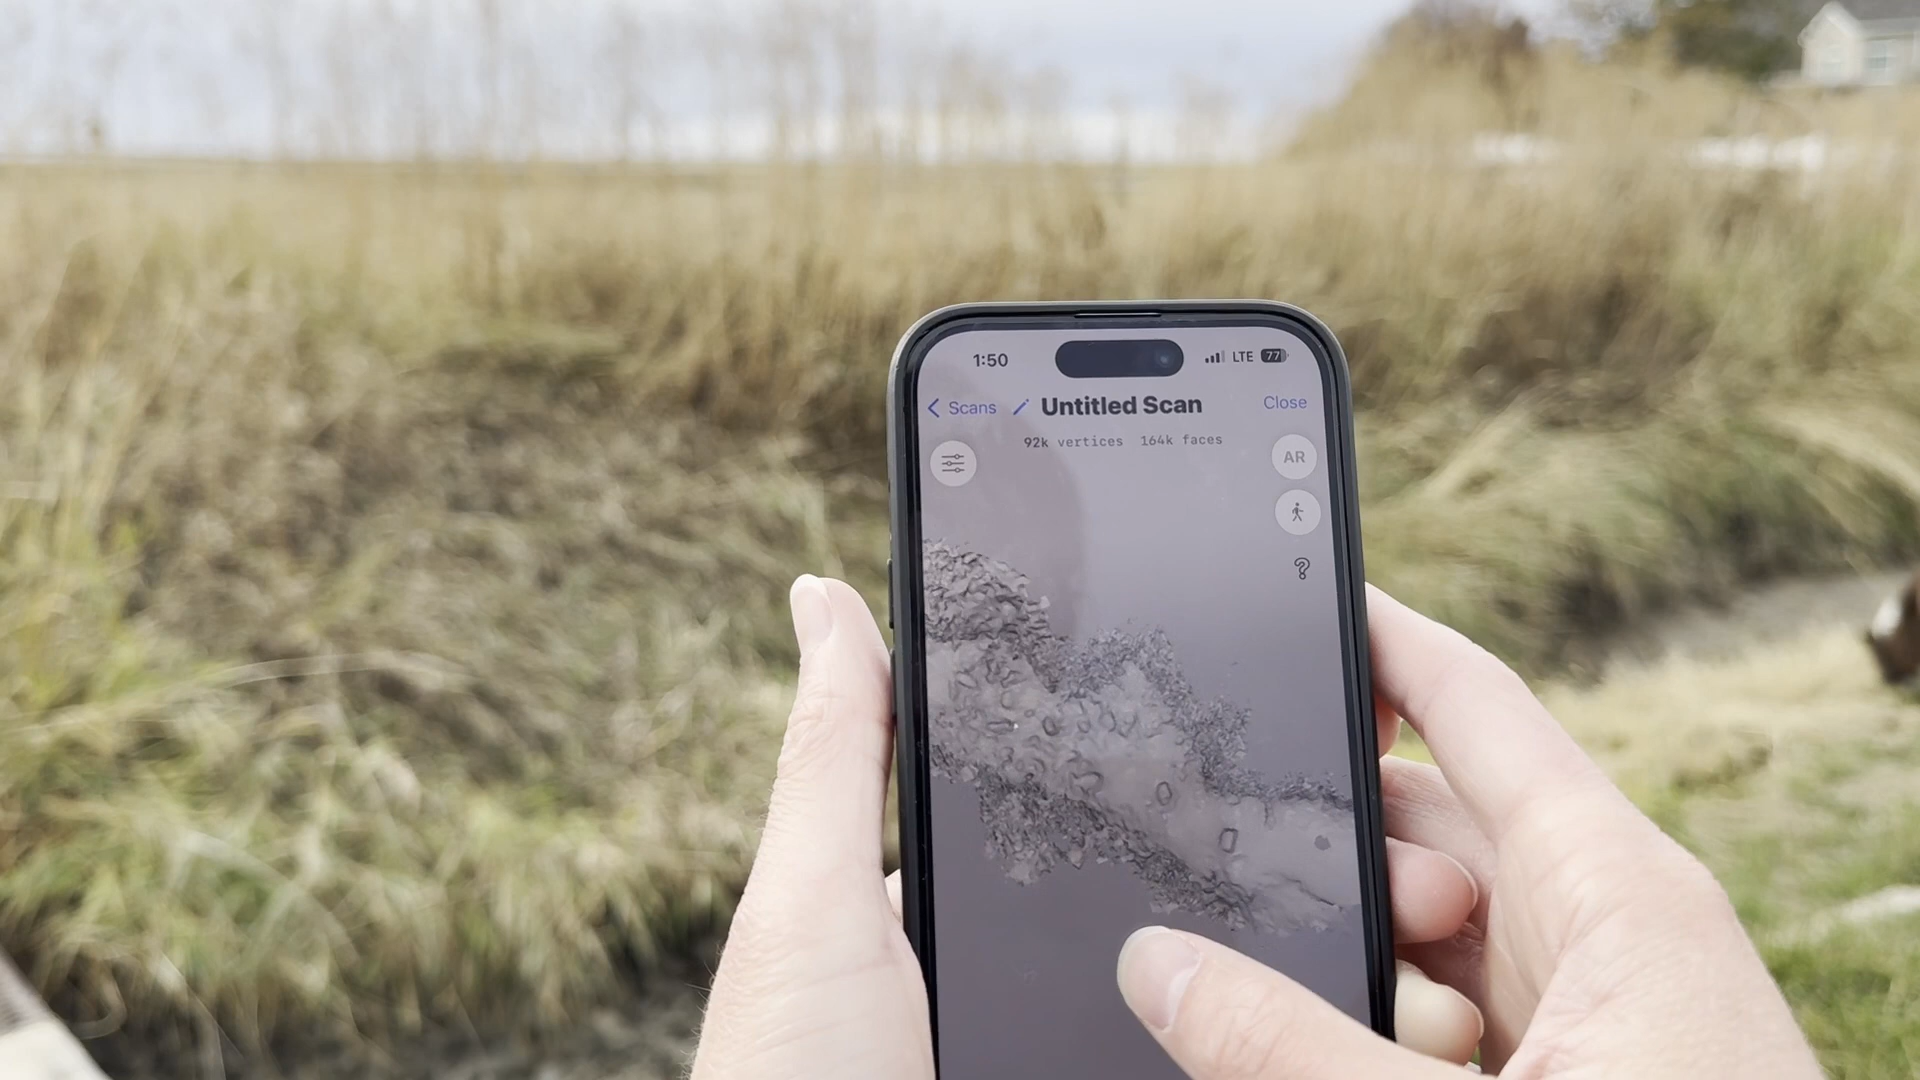 1:50 LTE 77
Scans Untitled Scan Close
92k vertices 164k faces
AR
?